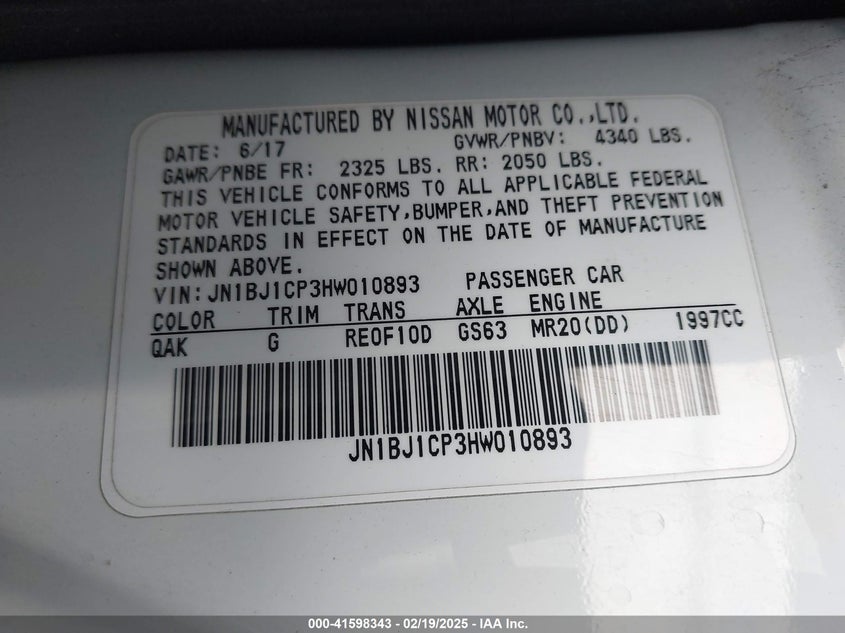 MANUFACTURED BY NISSAN MOTOR CO.,LTD.
DATE: 6/17 GVWR/PNBV: 4340 LBS.
GAWR/PNBE FR: 2325 LBS. RR: 2050 LBS.
THIS VEHICLE CONFORMS TO ALL APPLICABLE FEDERAL
MOTOR VEHICLE SAFETY,BUMPER,AND THEFT PREVENTION
STANDARDS IN EFFECT ON THE DATE OF MANUFACTURE
SHOWN ABOVE.
VIN:JN1BJ1CP3HW010893 PASSENGER CAR
COLOR TRIM TRANS AXLE ENGINE
QAK G RE0F10D GS63 MR20(DD) 1997CC
JN1BJ1CP3HW010893
000-41598343 - 02/19/2025 - IAA Inc.